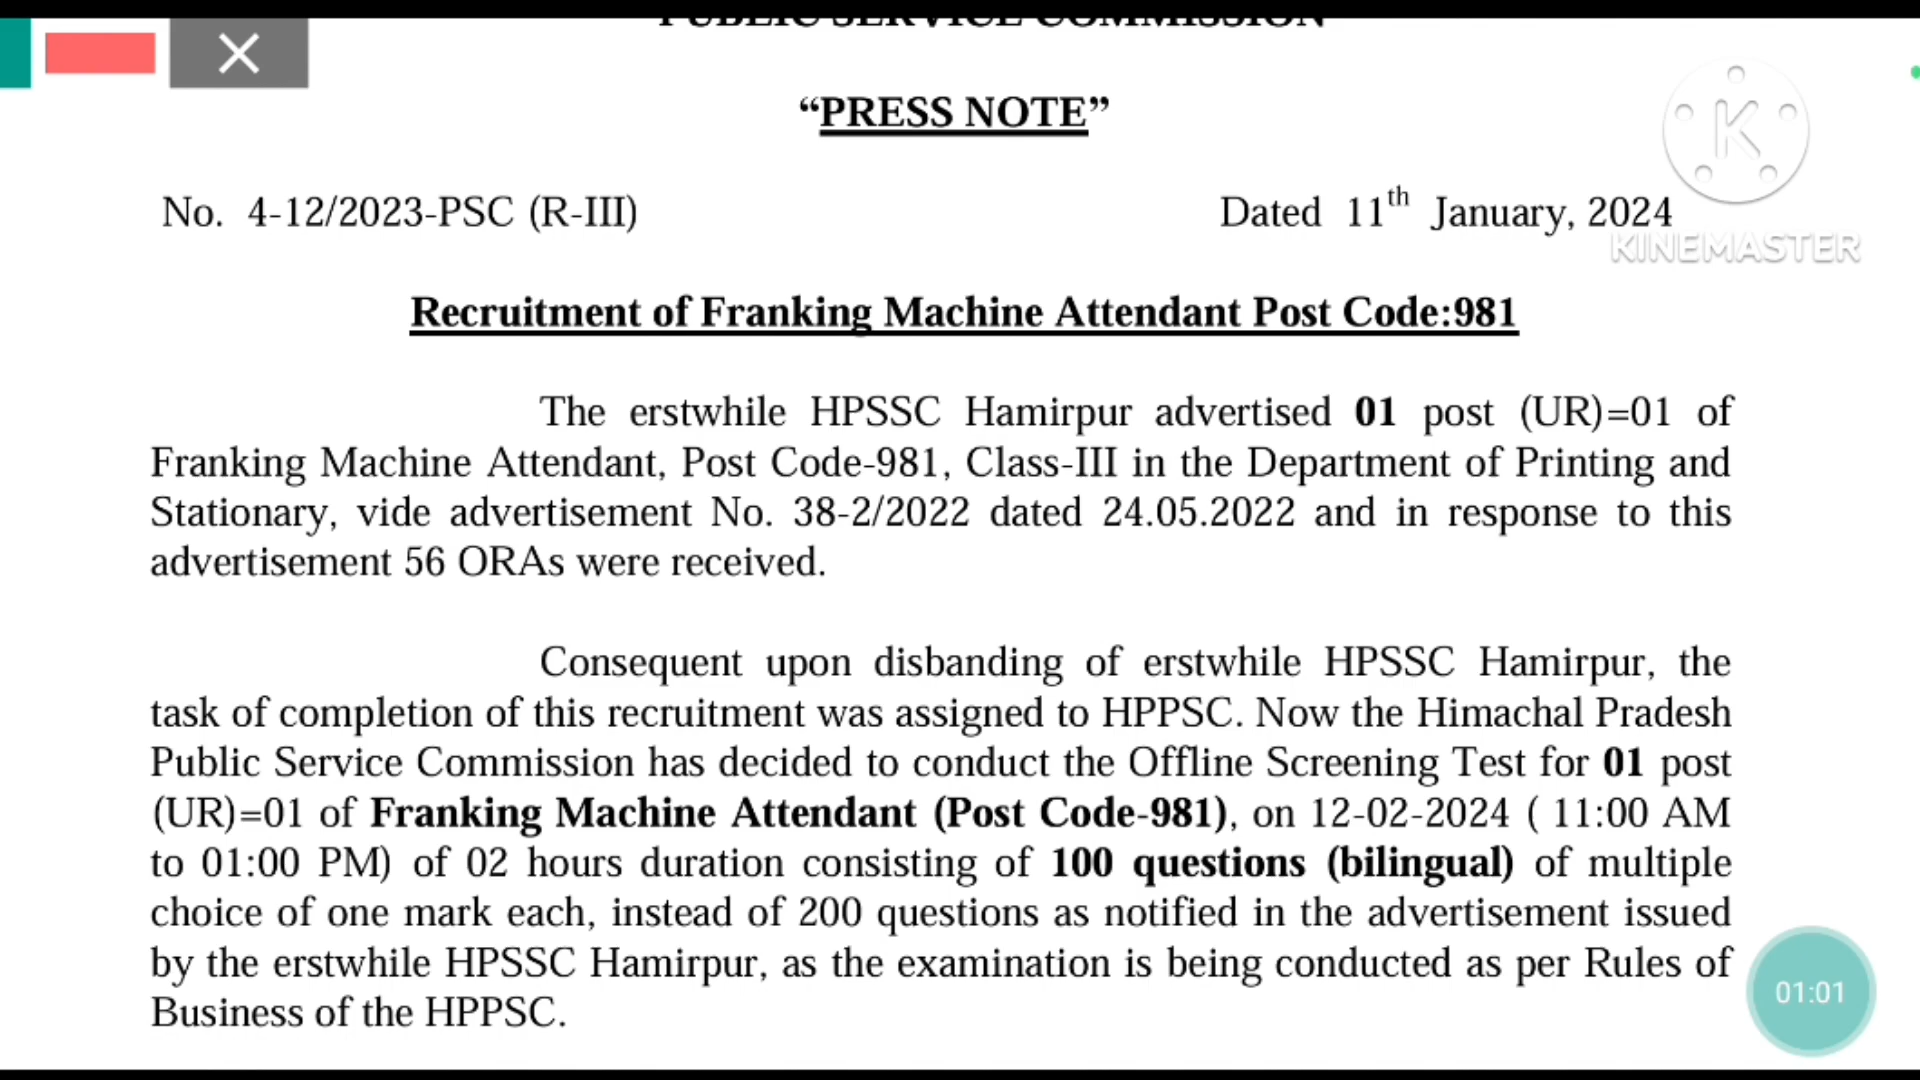 PUBLIC SERVICE COMMISSION
“PRESS NOTE”
No. 4-12/2023-PSC (R-III) Dated 11th January, 2024
KINEMASTER
Recruitment of Franking Machine Attendant Post Code:981
The erstwhile HPSSC Hamirpur advertised 01 post (UR)=01 of
Franking Machine Attendant, Post Code-981, Class-III in the Department of Printing and
Stationary, vide advertisement No. 38-2/2022 dated 24.05.2022 and in response to this
advertisement 56 ORAs were received.
Consequent upon disbanding of erstwhile HPSSC Hamirpur, the
task of completion of this recruitment was assigned to HPPSC. Now the Himachal Pradesh
Public Service Commission has decided to conduct the Offline Screening Test for 01 post
(UR)=01 of Franking Machine Attendant (Post Code-981), on 12-02-2024 ( 11:00 AM
to 01:00 PM) of 02 hours duration consisting of 100 questions (bilingual) of multiple
choice of one mark each, instead of 200 questions as notified in the advertisement issued
by the erstwhile HPSSC Hamirpur, as the examination is being conducted as per Rules of
Business of the HPPSC.
01:01